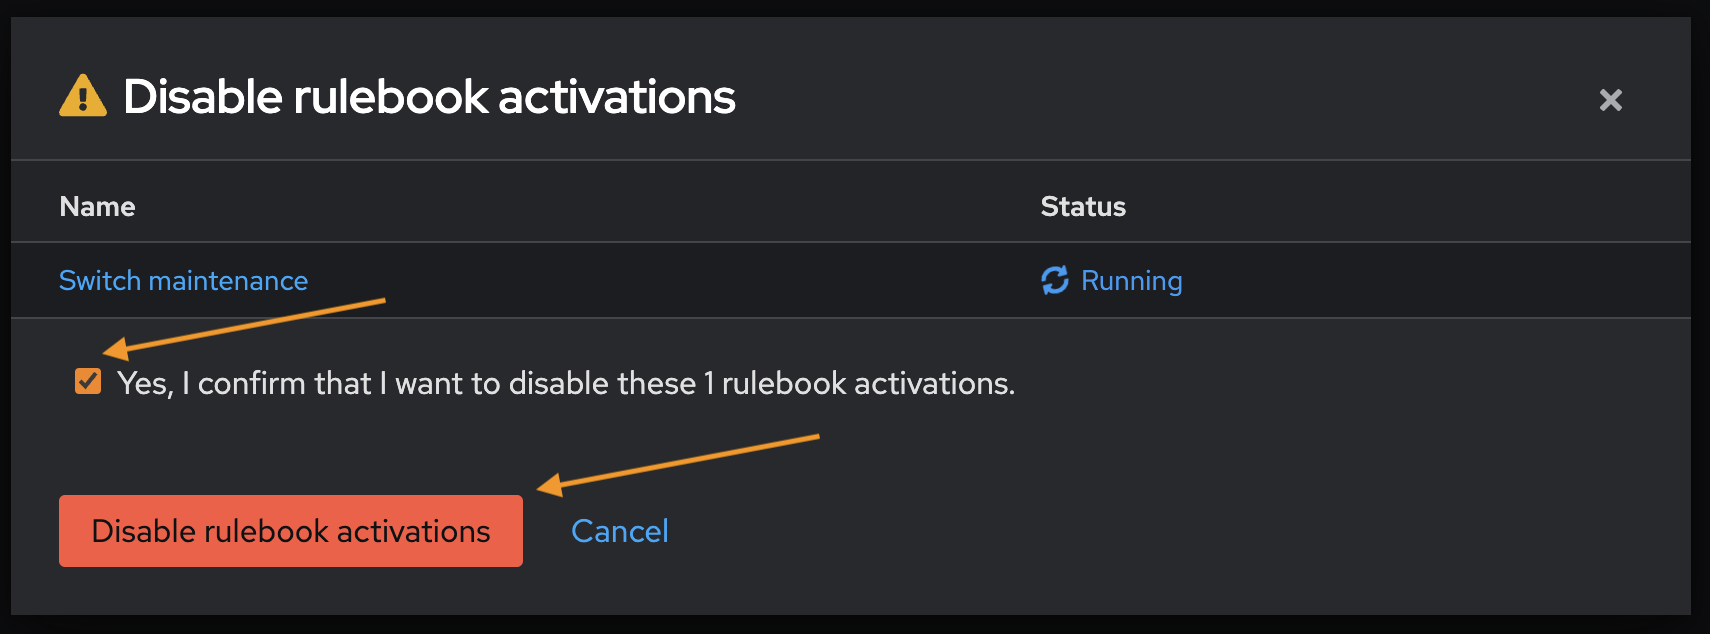 Disable rulebook activations
Name Status
Switch maintenance Running
Yes, I confirm that I want to disable these 1 rulebook activations.
Disable rulebook activations Cancel